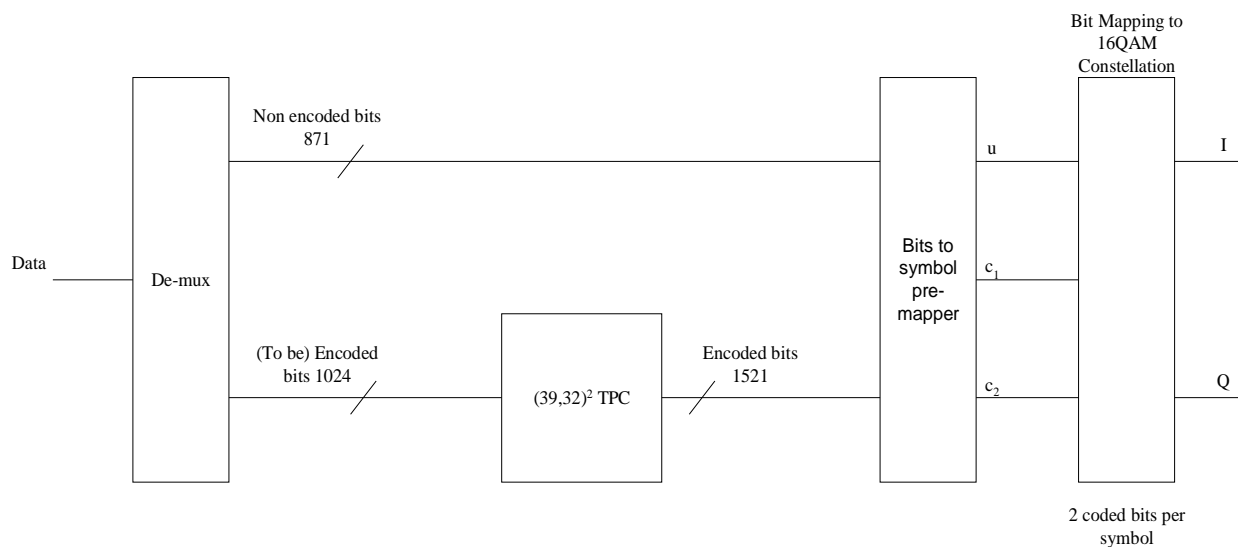 Bit Mapping to
16QAM
Constellation
Non encoded bits
871
u
I
Data
De-mux
Bits to
symbol
pre-
mapper
c1
(To be) Encoded
bits 1024
(39,32)2 TPC
Encoded bits
1521
c2
Q
2 coded bits per
symbol